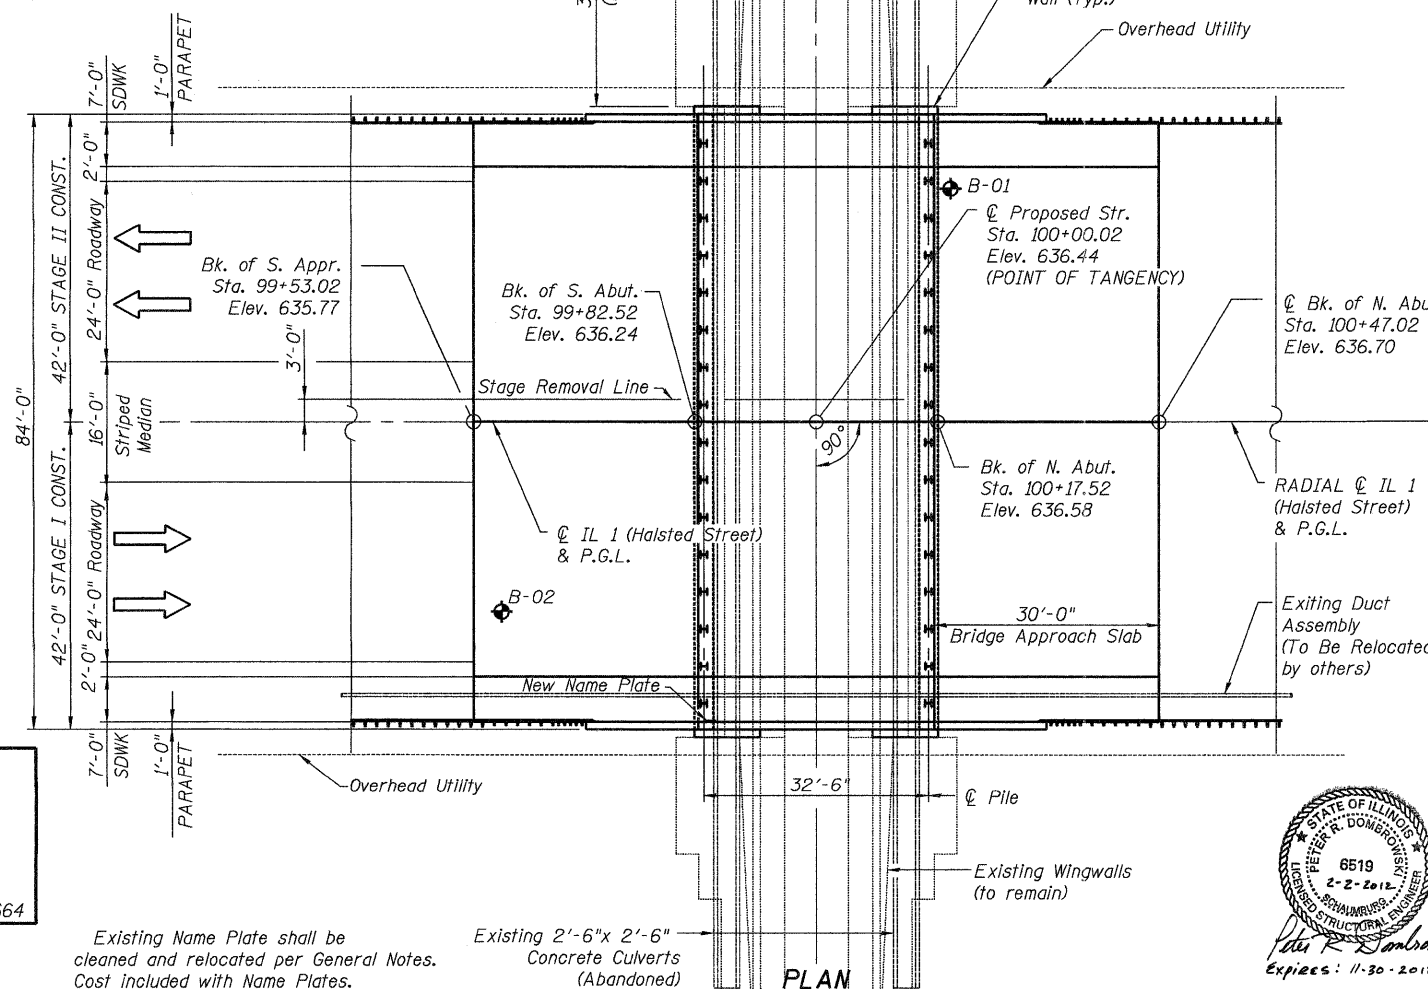 Wall (Typ.)
Overhead Utility
7'-0"
SDWK
1'-0"
PARAPET
84'-0"
42'-0" STAGE II CONST.
42'-0" STAGE I CONST.
2'-0"
24'-0" Roadway
16'-0"
Striped
Median
24'-0" Roadway
2'-0"
3'-0"
Bk. of S. Appr.
Sta. 99+53.02
Elev. 635.77
Bk. of S. Abut.
Sta. 99+82.52
Elev. 636.24
Stage Removal Line
B-01
℄ Proposed Str.
Sta. 100+00.02
Elev. 636.44
(POINT OF TANGENCY)
℄ Bk. of N. Abu
Sta. 100+47.02
Elev. 636.70
90°
Bk. of N. Abut.
Sta. 100+17.52
Elev. 636.58
RADIAL ℄ IL 1
(Halsted Street)
& P.G.L.
℄ IL 1 (Halsted Street)
& P.G.L.
B-02
30'-0"
Bridge Approach Slab
Exiting Duct
Assembly
(To Be Relocated
by others)
New Name Plate
7'-0"
SDWK
1'-0"
PARAPET
Overhead Utility
32'-6"
℄ Pile
Existing Wingwalls
(to remain)
Existing 2'-6"x 2'-6"
Concrete Culverts
(Abandoned)
PLAN
64
Existing Name Plate shall be
cleaned and relocated per General Notes.
Cost included with Name Plates.
STATE OF ILLINOIS
PETER R. DOMBROWSKI
6519
2-2-2012
SCHAUMBURG
LICENSED STRUCTURAL ENGINEER
Peter R Dombro
Expires: 11-30-201